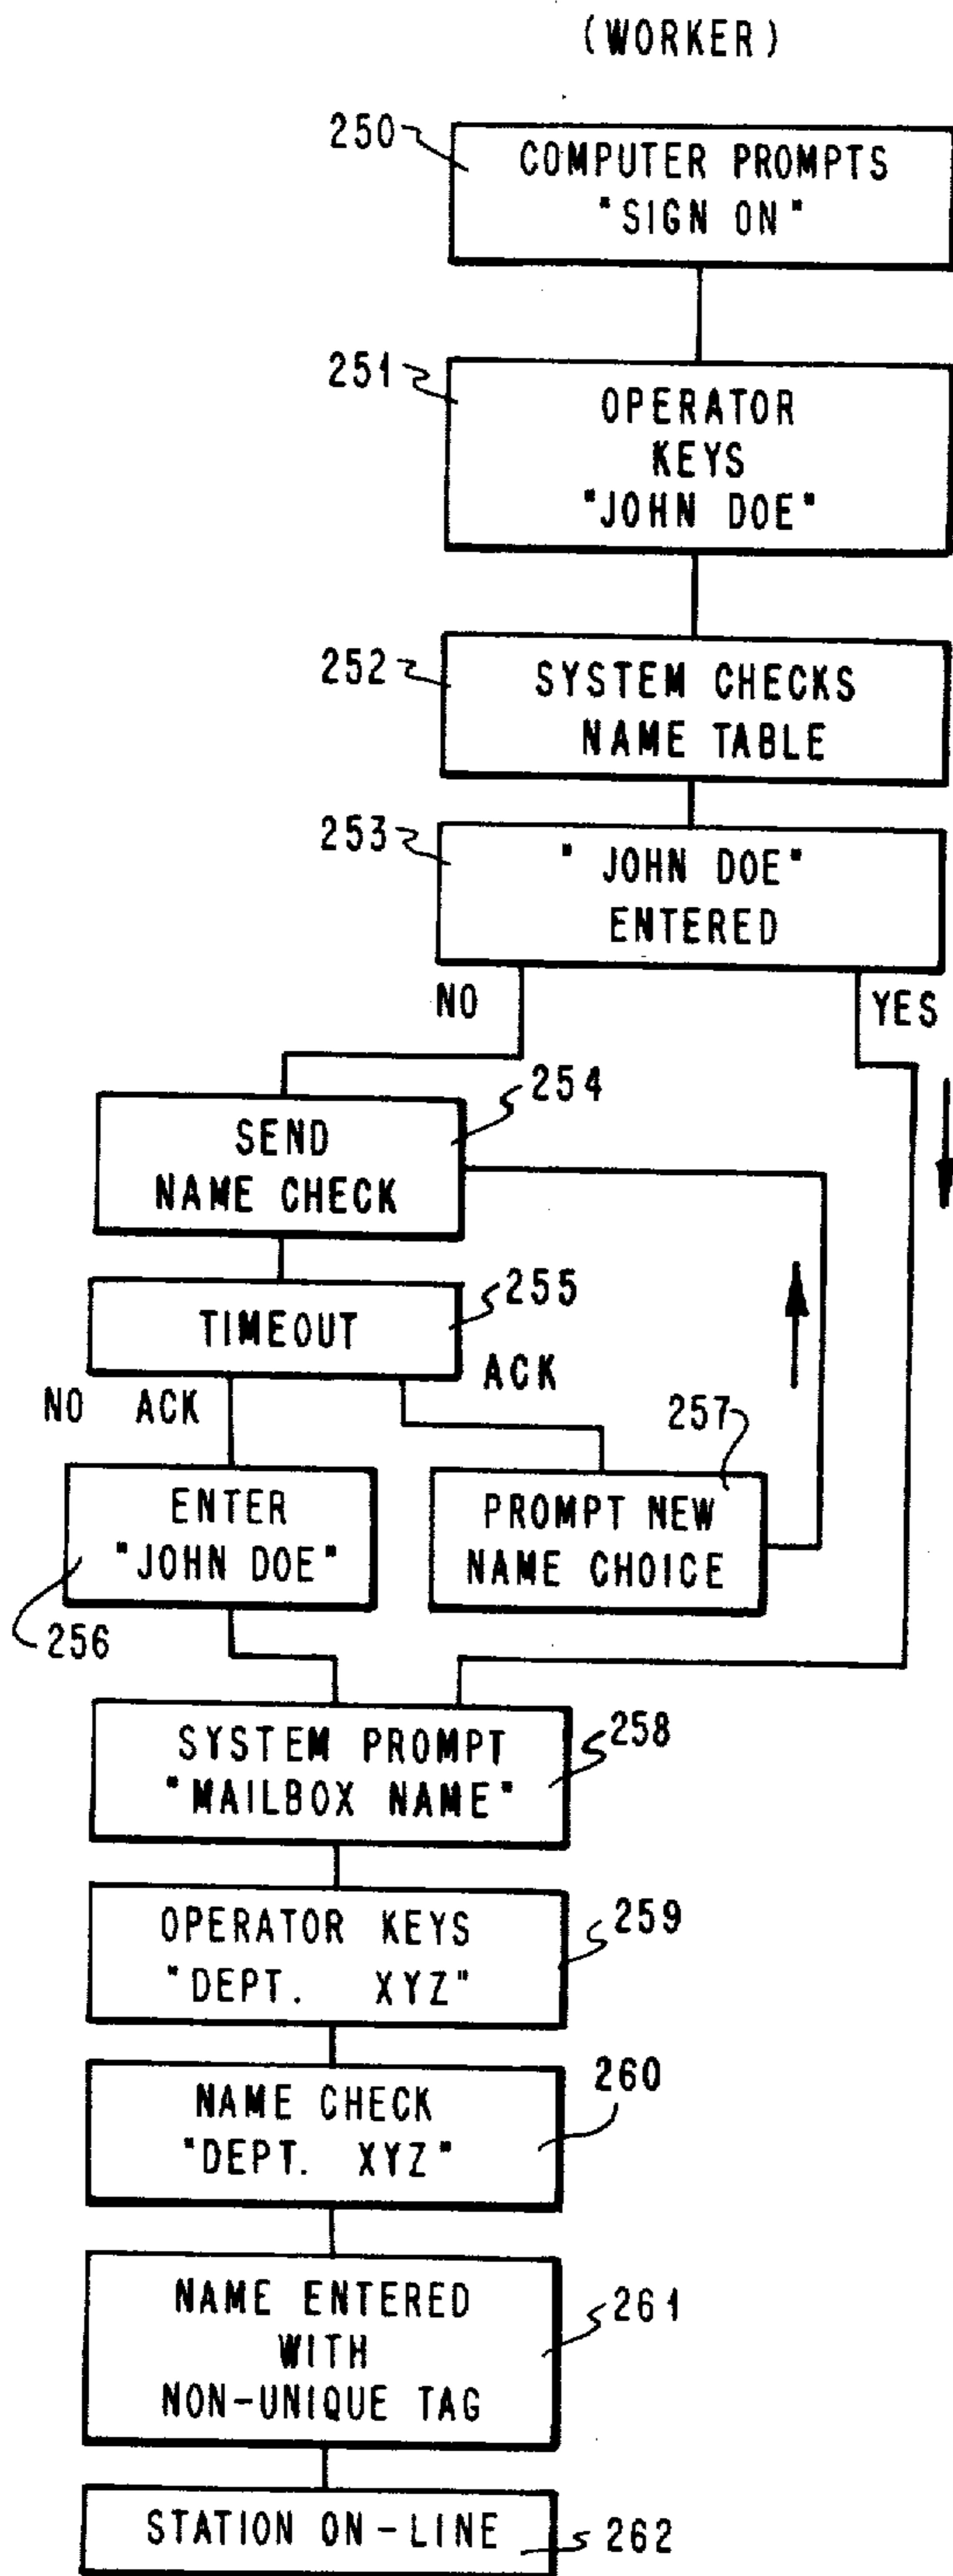 (WORKER)
250
COMPUTER PROMPTS
"SIGN ON"
251
OPERATOR
KEYS
"JOHN DOE"
252
SYSTEM CHECKS
NAME TABLE
253
" JOHN DOE"
ENTERED
NO
YES
254
SEND
NAME CHECK
255
TIMEOUT
NO ACK
ACK
257
ENTER
"JOHN DOE"
PROMPT NEW
NAME CHOICE
256
258
SYSTEM PROMPT
"MAILBOX NAME"
259
OPERATOR KEYS
"DEPT. XYZ"
260
NAME CHECK
"DEPT. XYZ"
261
NAME ENTERED
WITH
NON-UNIQUE TAG
STATION ON-LINE
262